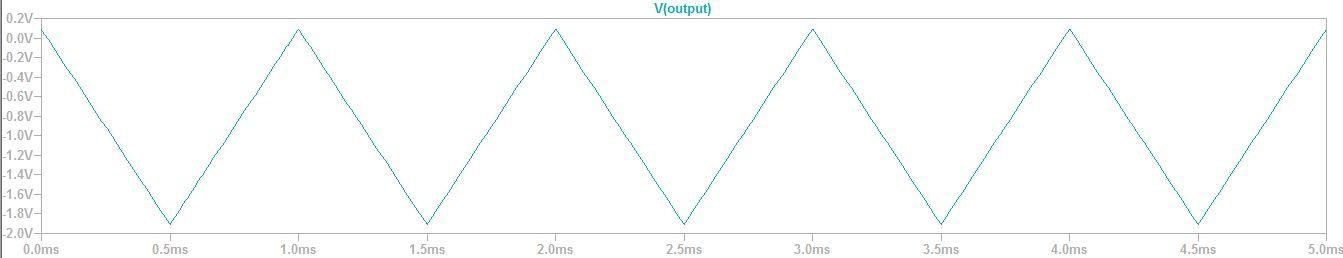 V(output)
0.2V
0.0V
-0.2V
-0.4V
-0.6V
-0.8V
-1.0V
-1.2V
-1.4V
-1.6V
-1.8V
-2.0V
0.0ms 0.5ms 1.0ms 1.5ms 2.0ms 2.5ms 3.0ms 3.5ms 4.0ms 4.5ms 5.0ms